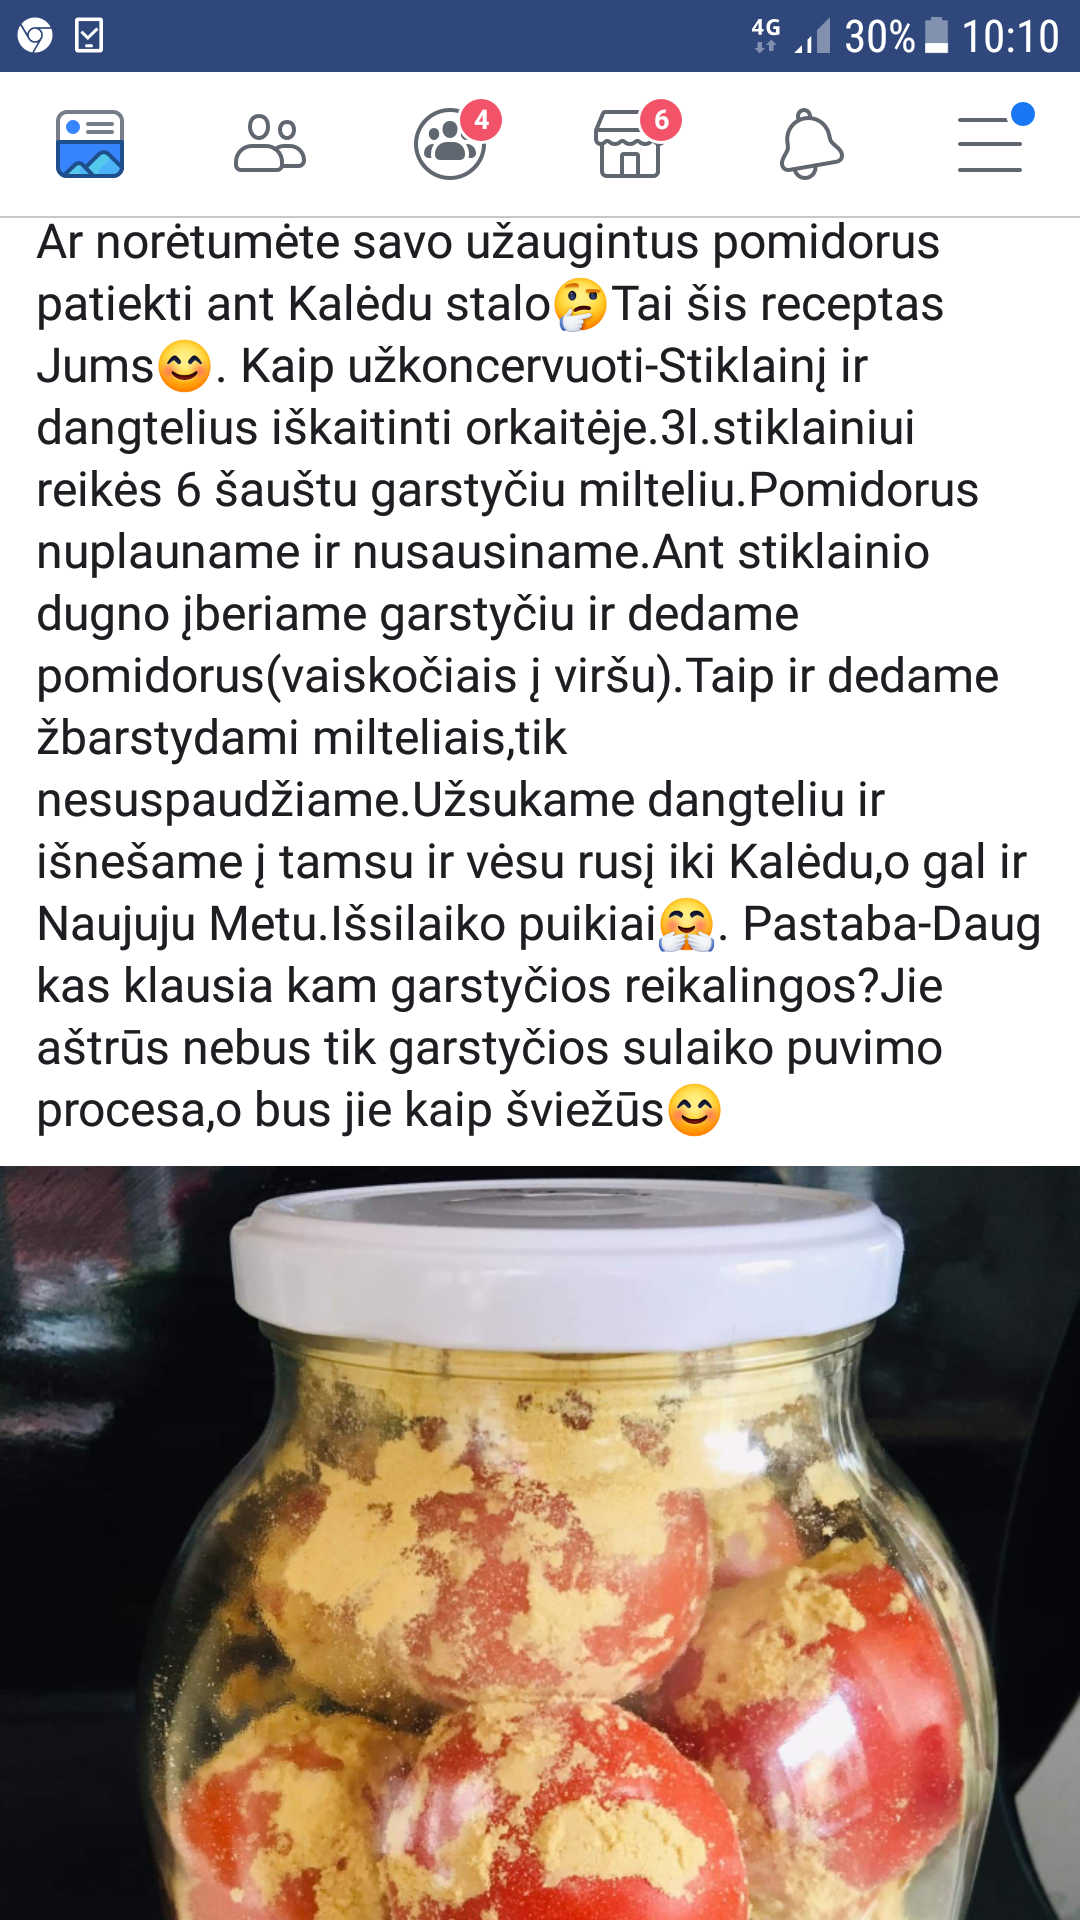 4G 30% 10:10
4 6
Ar norėtumėte savo užaugintus pomidorus
patiekti ant Kalėdu stalo🤔Tai šis receptas
Jums😊. Kaip užkoncervuoti-Stiklainį ir
dangtelius iškaitinti orkaitėje.3l.stiklainiui
reikės 6 šauštu garstyčiu milteliu.Pomidorus
nuplauname ir nusausiname.Ant stiklainio
dugno įberiame garstyčiu ir dedame
pomidorus(vaiskočiais į viršu).Taip ir dedame
žbarstydami milteliais,tik
nesuspaudžiame.Užsukame dangteliu ir
išnešame į tamsu ir vėsu rusį iki Kalėdu,o gal ir
Naujuju Metu.Išsilaiko puikiai🤗. Pastaba-Daug
kas klausia kam garstyčios reikalingos?Jie
aštrūs nebus tik garstyčios sulaiko puvimo
procesa,o bus jie kaip šviežūs😊